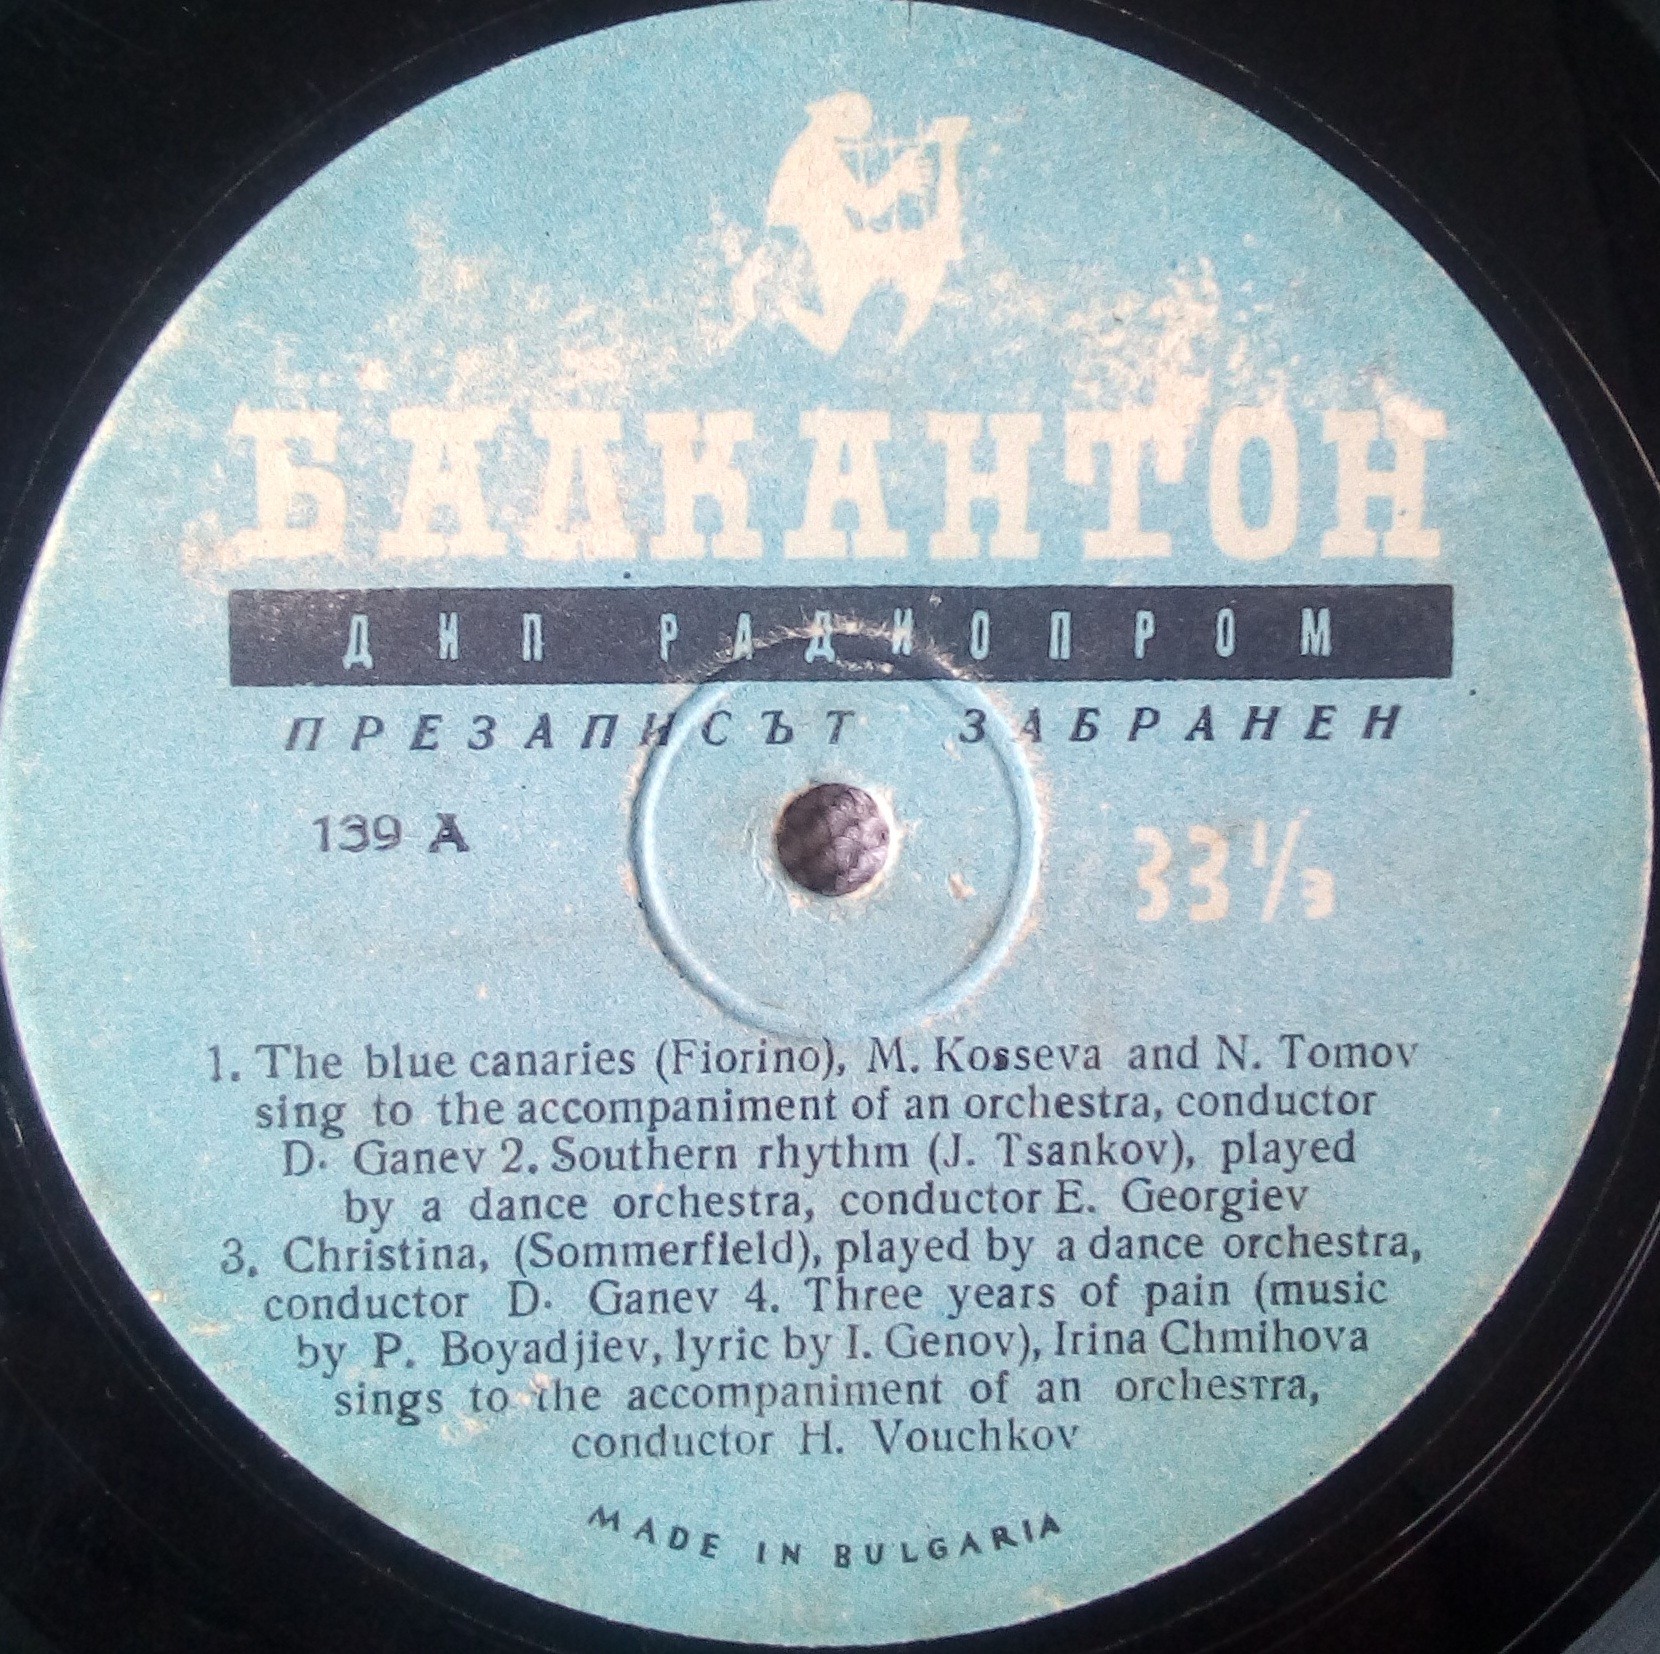 БАЛКАНТОН
ДИП РАДИОПРОМ
ПРЕЗАПИСЪТ ЗАБРАНЕН
139 A
33 1/3
1. The blue canaries (Fiorino), M. Kosseva and N. Tomov
sing to the accompaniment of an orchestra, conductor
D. Ganev 2. Southern rhythm (J. Tsankov), played
by a dance orchestra, conductor E. Georgiev
3. Christina, (Sommerfield), played by a dance orchestra,
conductor D. Ganev 4. Three years of pain (music
by P. Boyadjiev, lyric by I. Genov), Irina Chmihova
sings to the accompaniment of an orchestra,
conductor H. Vouchkov
MADE IN BULGARIA